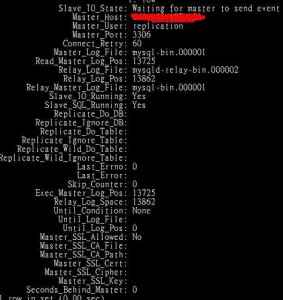 row
Slave_IO_State: Waiting for master to send event
Master_Host:
Master_User: replication
Master_Port: 3306
Connect_Retry: 60
Master_Log_File: mysql-bin.000001
Read_Master_Log_Pos: 13725
Relay_Log_File: mysqld-relay-bin.000002
Relay_Log_Pos: 13862
Relay_Master_Log_File: mysql-bin.000001
Slave_IO_Running: Yes
Slave_SQL_Running: Yes
Replicate_Do_DB:
Replicate_Ignore_DB:
Replicate_Do_Table:
Replicate_Ignore_Table:
Replicate_Wild_Do_Table:
Replicate_Wild_Ignore_Table:
Last_Errno: 0
Last_Error:
Skip_Counter: 0
Exec_Master_Log_Pos: 13725
Relay_Log_Space: 13862
Until_Condition: None
Until_Log_File:
Until_Log_Pos: 0
Master_SSL_Allowed: No
Master_SSL_CA_File:
Master_SSL_CA_Path:
Master_SSL_Cert:
Master_SSL_Cipher:
Master_SSL_Key:
Seconds_Behind_Master: 0
row in set (0.00 sec)